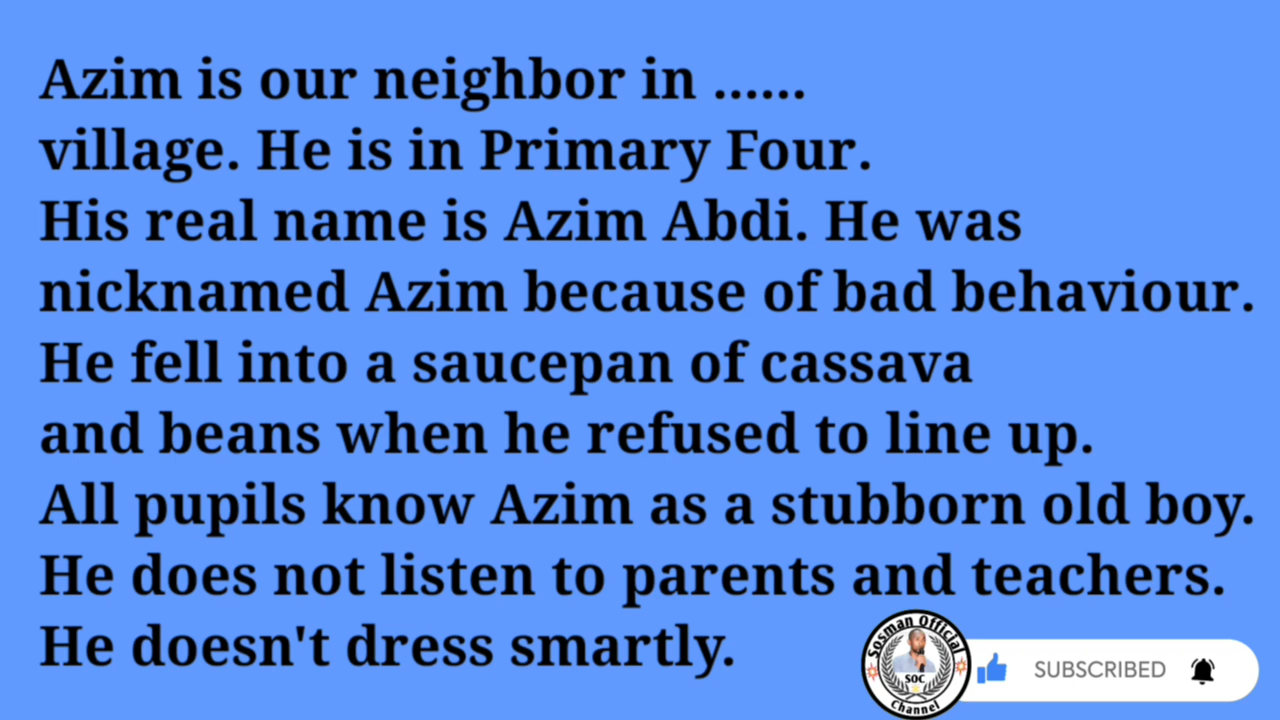 Azim is our neighbor in ......
village. He is in Primary Four.
His real name is Azim Abdi. He was
nicknamed Azim because of bad behaviour.
He fell into a saucepan of cassava
and beans when he refused to line up.
All pupils know Azim as a stubborn old boy.
He does not listen to parents and teachers.
He doesn't dress smartly.
Sosman Official
SOC
Channel
SUBSCRIBED